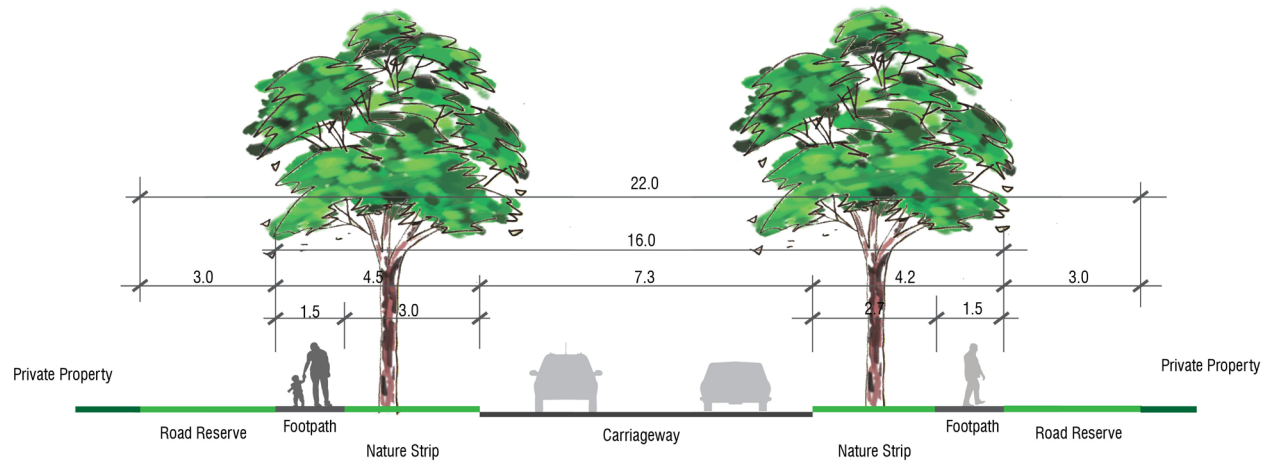 22.0
16.0
3.0 4.5 7.3 4.2 3.0
1.5 3.0 2.7 1.5
Private Property Private Property
Road Reserve Footpath Nature Strip Carriageway Nature Strip Footpath Road Reserve